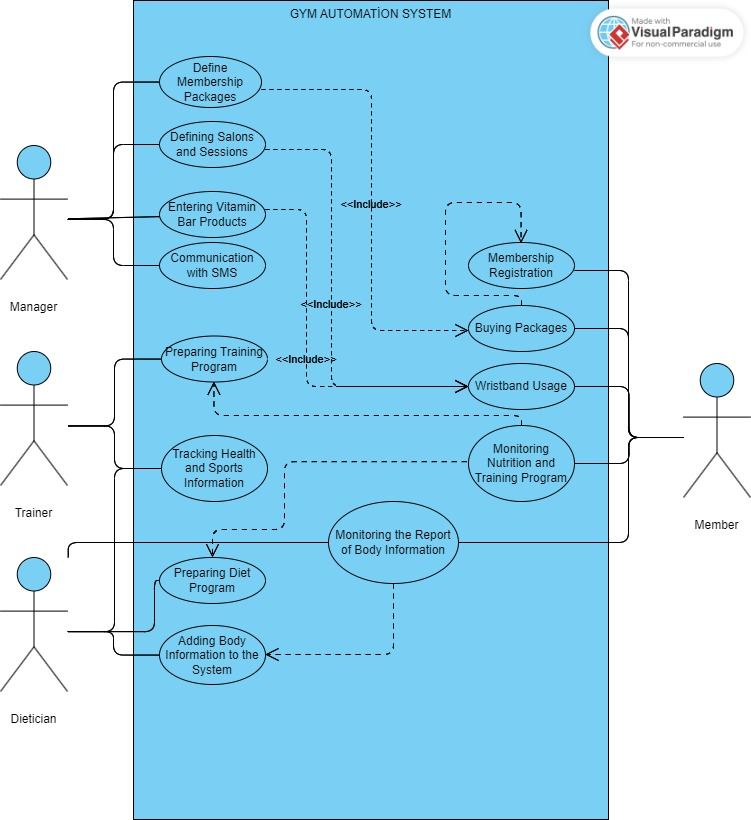 GYM AUTOMATİON SYSTEM
Made with
VisualParadigm
For non-commercial use
Define
Membership
Packages
Defining Salons
and Sessions
<<Include>>
Entering Vitamin
Bar Products
Communication
with SMS
Membership
Registration
Manager
<<Include>>
Buying Packages
Preparing Training
Program
<<Include>>
Wristband Usage
Tracking Health
and Sports
Information
Monitoring
Nutrition and
Training Program
Trainer
Member
Monitoring the Report
of Body Information
Preparing Diet
Program
Adding Body
Information to the
System
Dietician